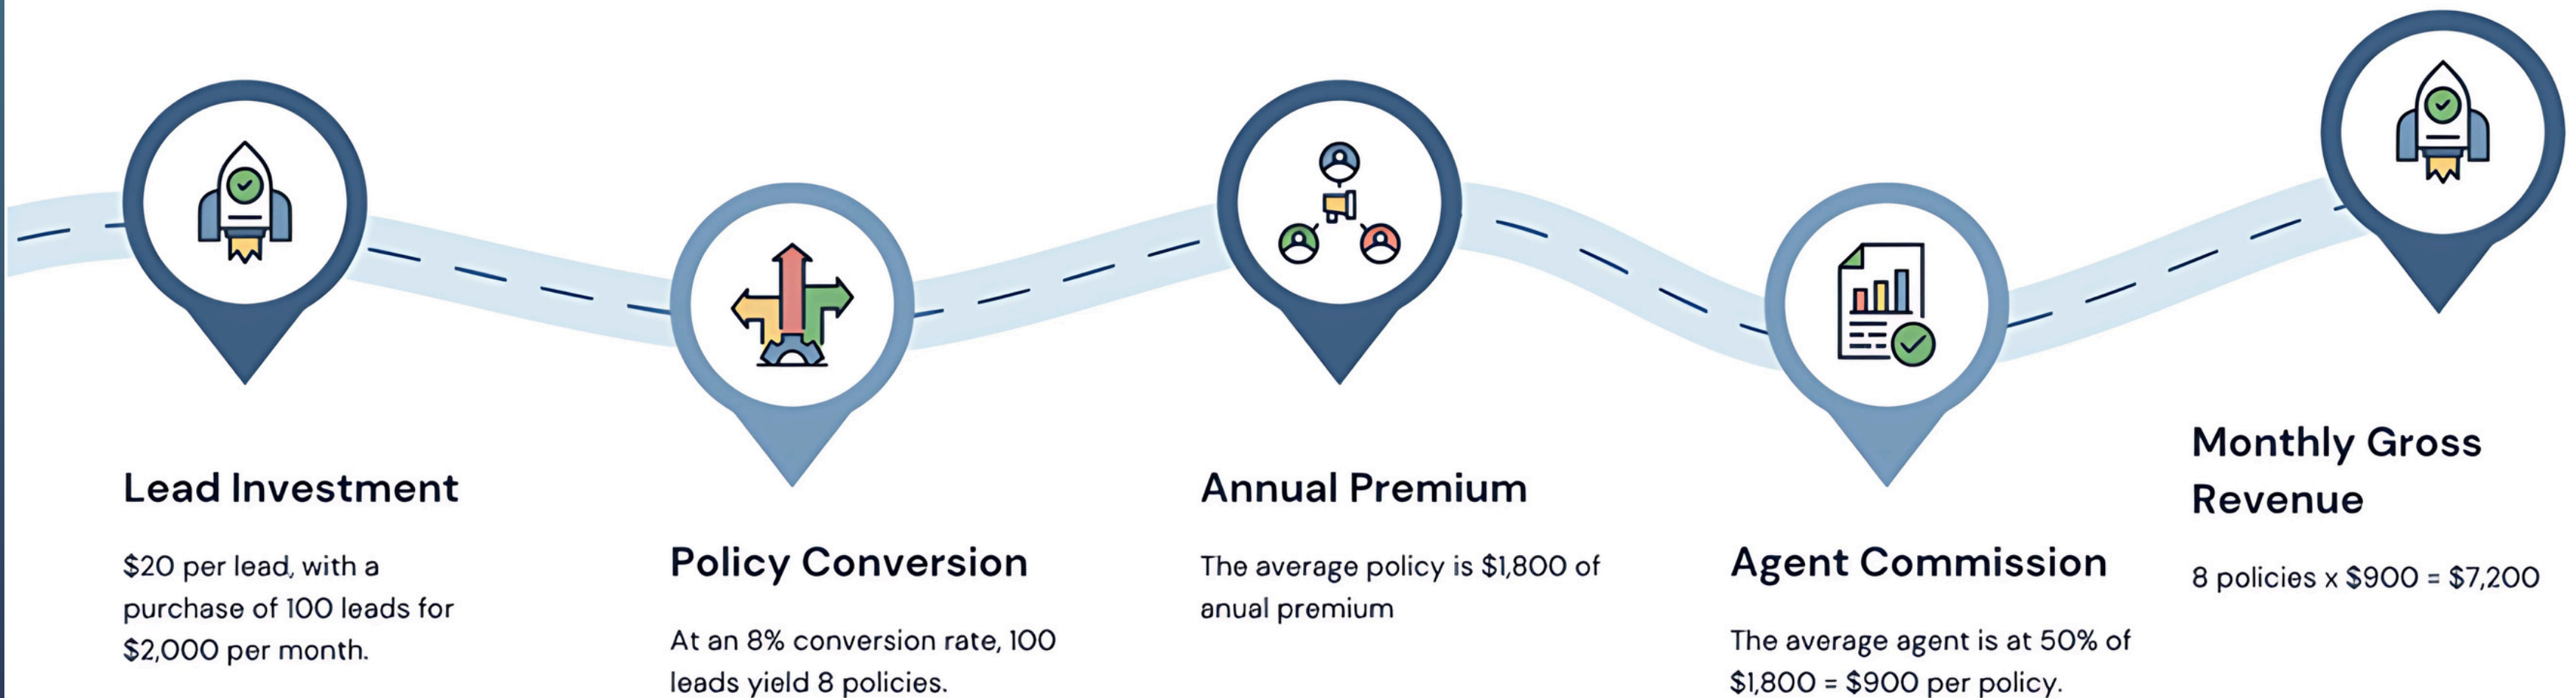 Lead Investment
$20 per lead, with a
purchase of 100 leads for
$2,000 per month.
Policy Conversion
At an 8% conversion rate, 100
leads yield 8 policies.
Annual Premium
The average policy is $1,800 of
anual premium
Agent Commission
The average agent is at 50% of
$1,800 = $900 per policy.
Monthly Gross
Revenue
8 policies x $900 = $7,200